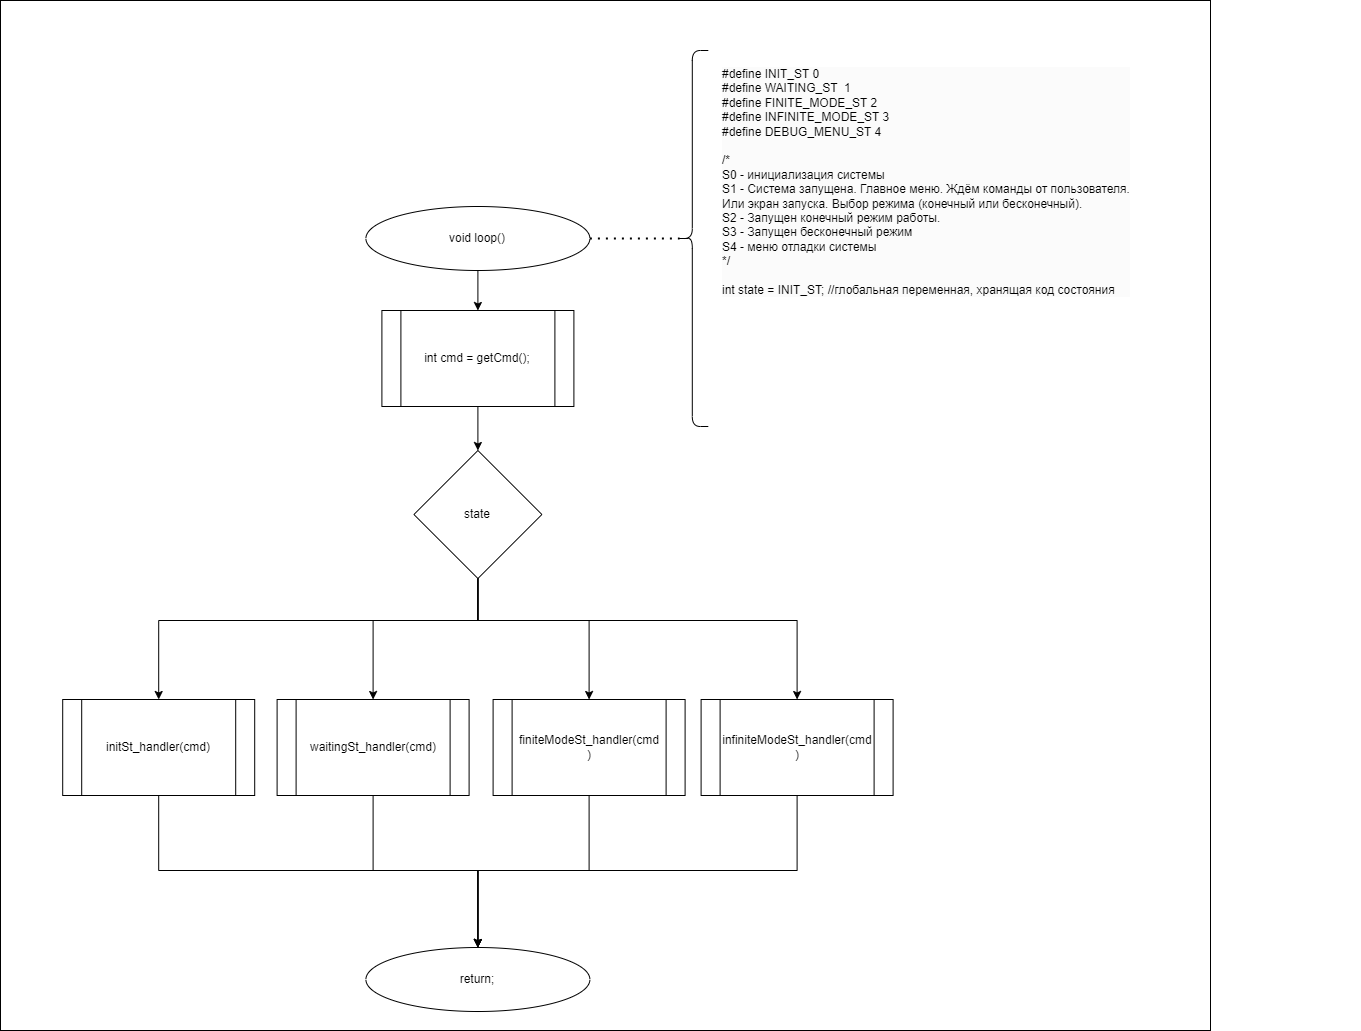 #define INIT_ST 0
#define WAITING_ST  1
#define FINITE_MODE_ST 2
#define INFINITE_MODE_ST 3
#define DEBUG_MENU_ST 4
/*
S0 - инициализация системы
S1 - Система запущена. Главное меню. Ждём команды от пользователя.
Или экран запуска. Выбор режима (конечный или бесконечный).
S2 - Запущен конечный режим работы.
S3 - Запущен бесконечный режим
S4 - меню отладки системы
*/
int state = INIT_ST; //глобальная переменная, хранящая код состояния
void loop()
int cmd = getCmd();
state
initSt_handler(cmd)
waitingSt_handler(cmd)
finiteModeSt_handler(cmd
)
infiniteModeSt_handler(cmd
)
return;